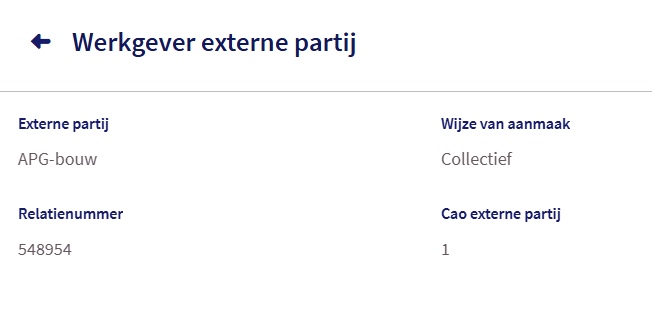 Werkgever externe partij
Externe partij
Wijze van aanmaak
APG-bouw
Collectief
Relatienummer
Cao externe partij
548954
1